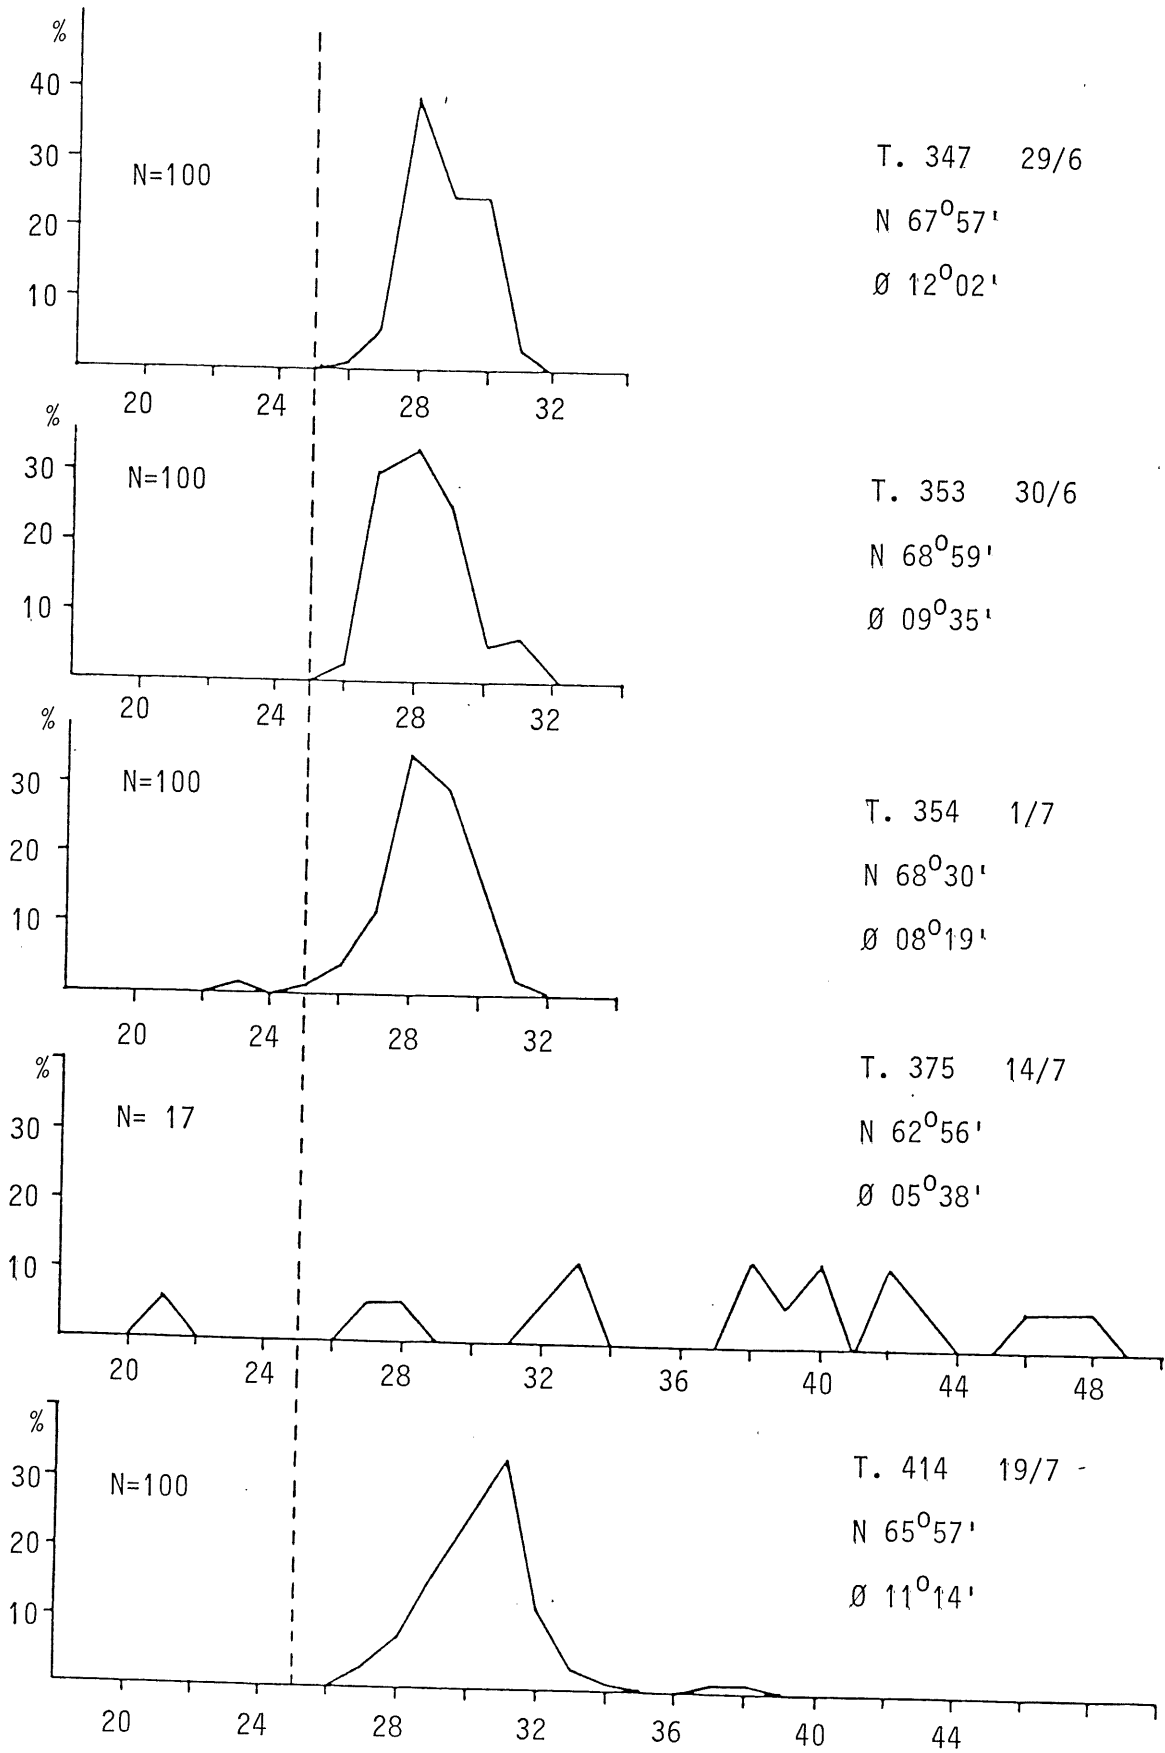 %
40
30
20
10
N=100
T. 347 29/6
N 67°57'
Ø 12°02'
20 24 28 32
%
30
20
10
N=100
T. 353 30/6
N 68°59'
Ø 09°35'
20 24 28 32
%
30
20
10
N=100
T. 354 1/7
N 68°30'
Ø 08°19'
20 24 28 32
%
30
20
10
N= 17
T. 375 14/7
N 62°56'
Ø 05°38'
20 24 28 32 36 40 44 48
%
30
20
10
N=100
T. 414 19/7
N 65°57'
Ø 11°14'
20 24 28 32 36 40 44